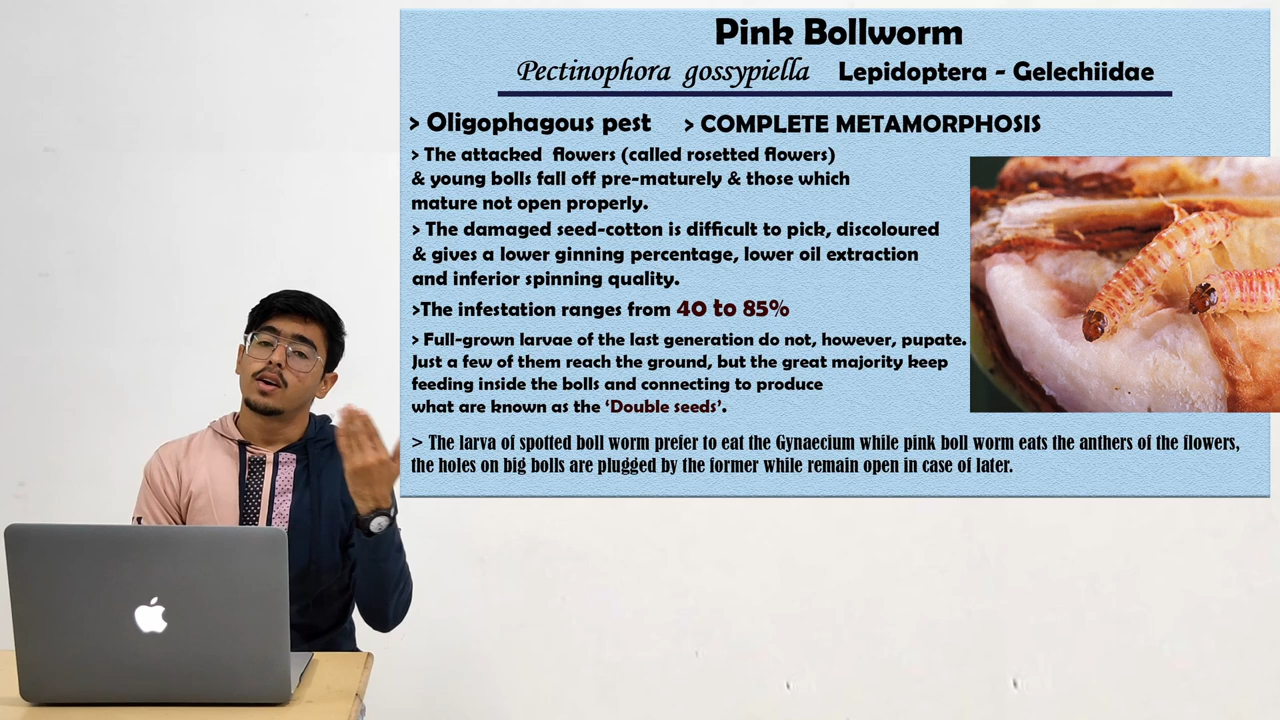 Pink Bollworm
Pectinophora gossypiella Lepidoptera - Gelechiidae
> Oligophagous pest > COMPLETE METAMORPHOSIS
> The attacked flowers (called rosetted flowers)
& young bolls fall off pre-maturely & those which
mature not open properly.
> The damaged seed-cotton is difficult to pick, discoloured
& gives a lower ginning percentage, lower oil extraction
and inferior spinning quality.
>The infestation ranges from 40 to 85%
> Full-grown larvae of the last generation do not, however, pupate.
Just a few of them reach the ground, but the great majority keep
feeding inside the bolls and connecting to produce
what are known as the ‘Double seeds’.
> The larva of spotted boll worm prefer to eat the Gynaecium while pink boll worm eats the anthers of the flowers,
the holes on big bolls are plugged by the former while remain open in case of later.